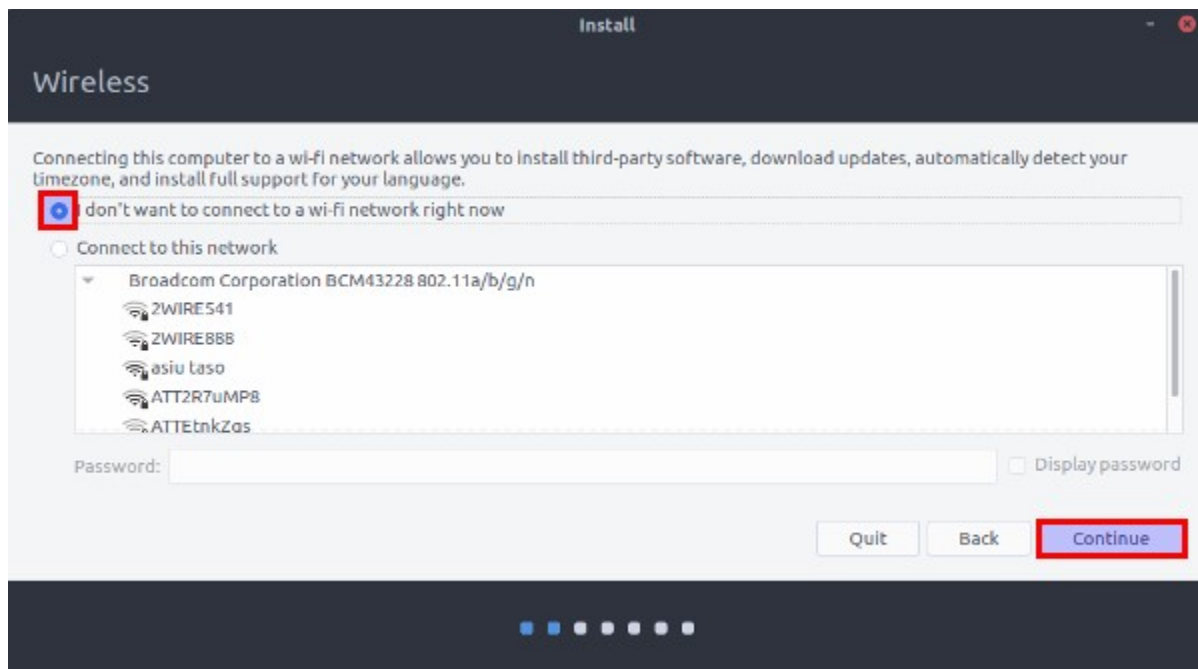 Install
Wireless
Connecting this computer to a wi-fi network allows you to install third-party software, download updates, automatically detect your
timezone, and install full support for your language.
I don't want to connect to a wi-fi network right now
Connect to this network
Broadcom Corporation BCM43228 802.11a/b/g/n
2WIRE541
2WIRE888
asiu taso
ATT2R7uMP8
ATTEtnkZgs
Password:
Display password
Quit
Back
Continue